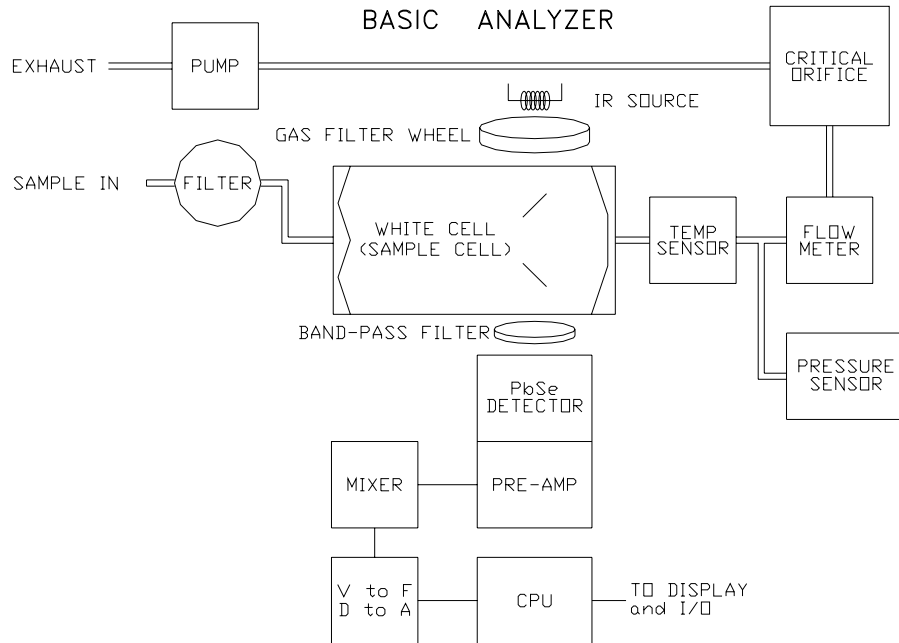 BASIC ANALYZER
EXHAUST
PUMP
CRITICAL
ORIFICE
IR SOURCE
GAS FILTER WHEEL
SAMPLE IN
FILTER
WHITE CELL
(SAMPLE CELL)
TEMP
SENSOR
FLOW
METER
BAND-PASS FILTER
PRESSURE
SENSOR
PbSe
DETECTOR
MIXER
PRE-AMP
V to F
D to A
CPU
TO DISPLAY
and I/O